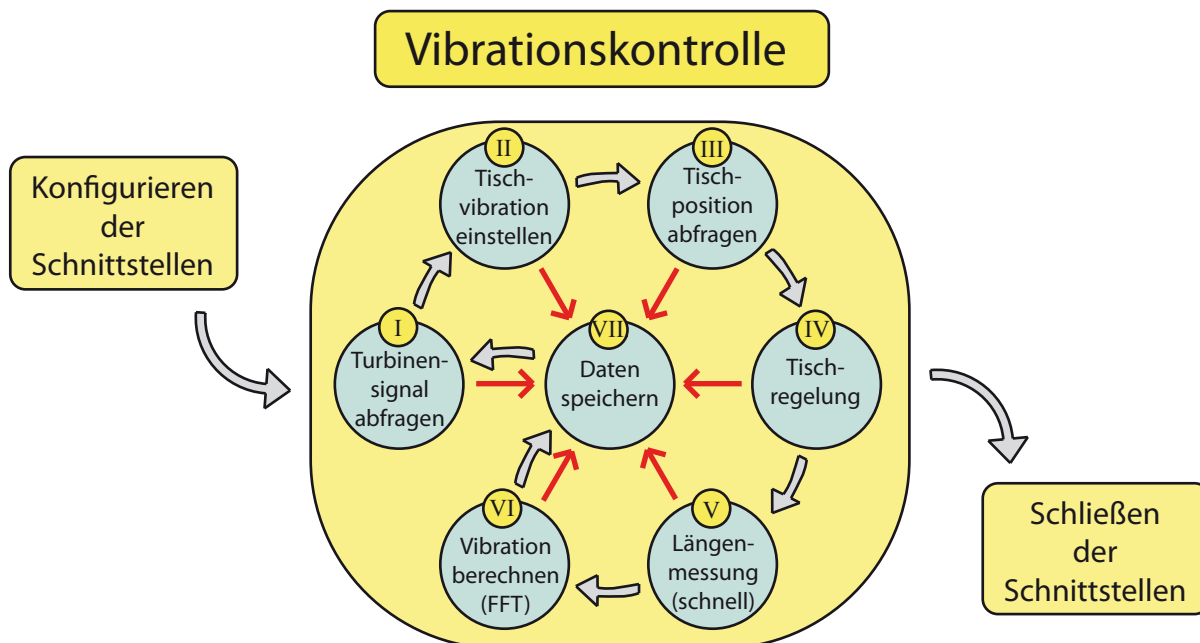 Vibrationskontrolle
Konfigurieren
der
Schnittstellen
I
Turbinen-
signal
abfragen
II
Tisch-
vibration
einstellen
III
Tisch-
position
abfragen
IV
Tisch-
regelung
V
Längen-
messung
(schnell)
VI
Vibration
berechnen
(FFT)
VII
Daten
speichern
Schließen
der
Schnittstellen